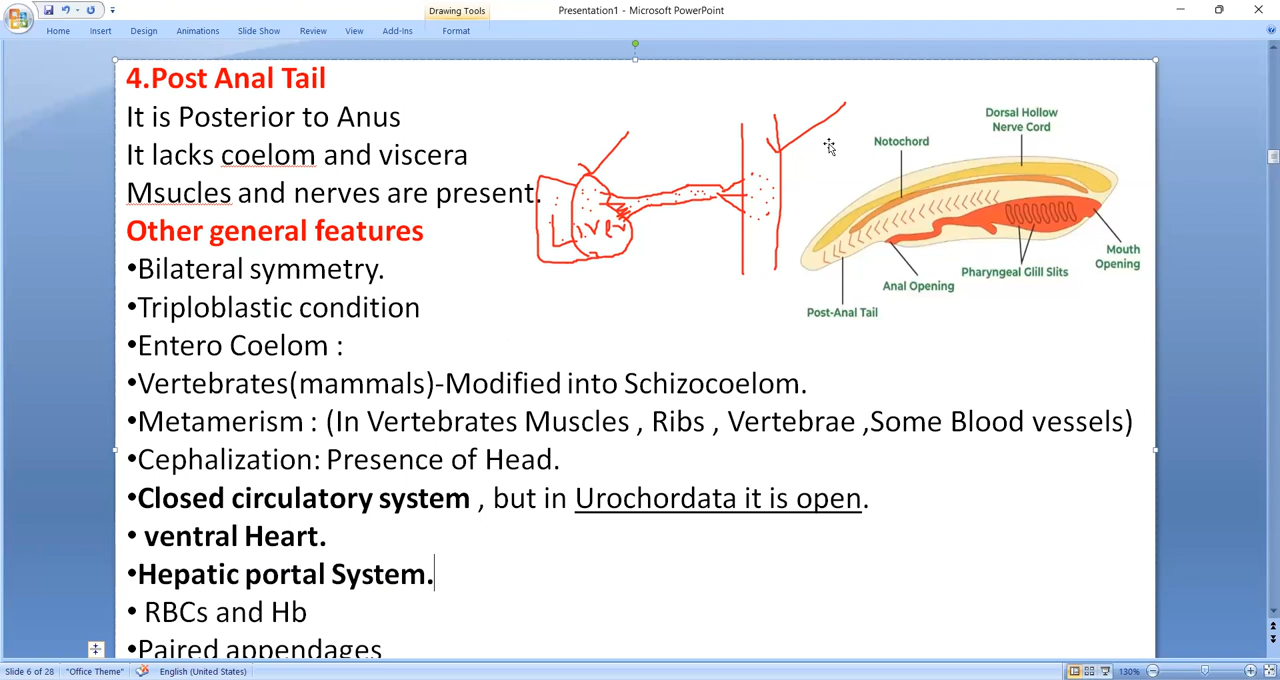 Drawing Tools
Presentation1 - Microsoft PowerPoint
Home Insert Design Animations Slide Show Review View Add-Ins Format
4.Post Anal Tail
It is Posterior to Anus
It lacks coelom and viscera
Msucles and nerves are present.
Other general features
•Bilateral symmetry.
•Triploblastic condition
•Entero Coelom :
•Vertebrates(mammals)-Modified into Schizocoelom.
•Metamerism : (In Vertebrates Muscles , Ribs , Vertebrae ,Some Blood vessels)
•Cephalization: Presence of Head.
•Closed circulatory system , but in Urochordata it is open.
• ventral Heart.
•Hepatic portal System.
• RBCs and Hb
•Paired appendages
Liver
Dorsal Hollow
Nerve Cord
Notochord
Mouth
Opening
Pharyngeal Glill Slits
Anal Opening
Post-Anal Tail
Slide 6 of 28 "Office Theme" English (United States) 130%